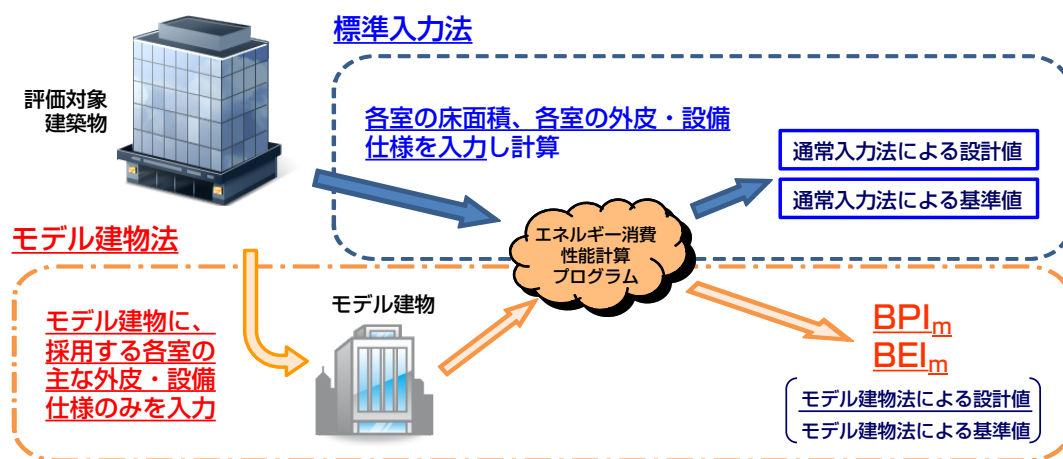 標準入力法
評価対象
建築物
各室の床面積、各室の外皮・設備
仕様を入力し計算
通常入力法による設計値
通常入力法による基準値
エネルギー消費
性能計算
プログラム
モデル建物法
モデル建物に、
採用する各室の
主な外皮・設備
仕様のみを入力
モデル建物
BPIm
BEIm
モデル建物法による設計値
モデル建物法による基準値